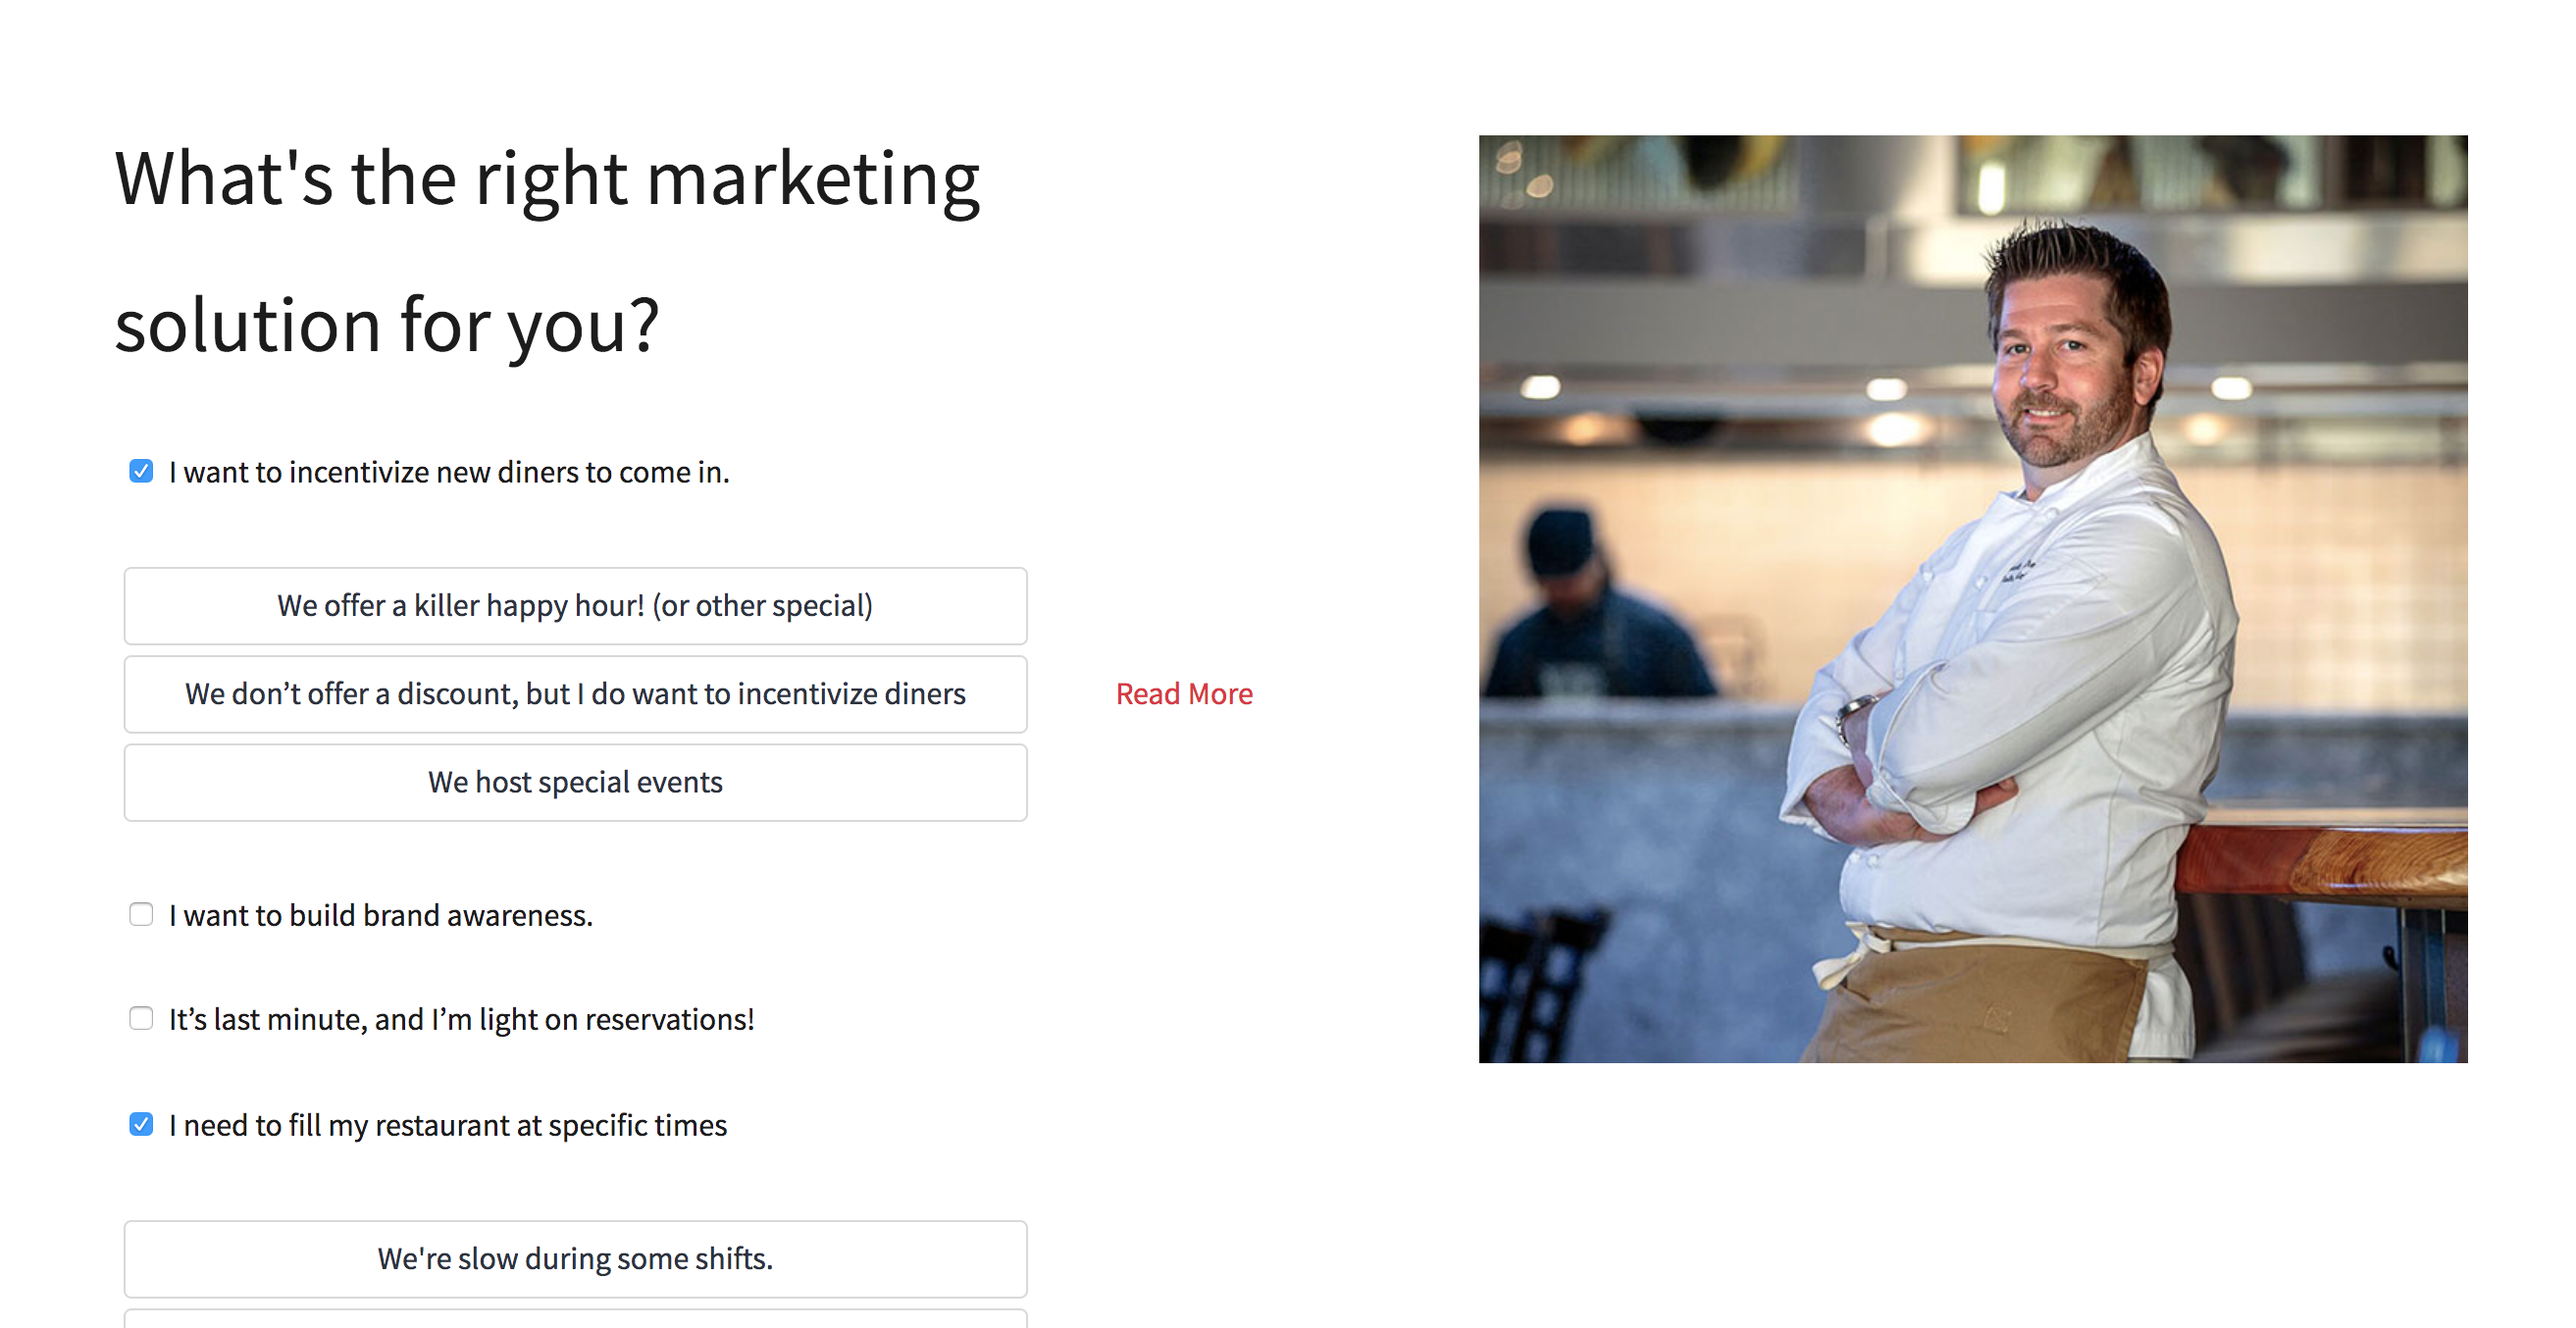 What's the right marketing
solution for you?
I want to incentivize new diners to come in.
We offer a killer happy hour! (or other special)
We don’t offer a discount, but I do want to incentivize diners
Read More
We host special events
I want to build brand awareness.
It’s last minute, and I’m light on reservations!
I need to fill my restaurant at specific times
We're slow during some shifts.